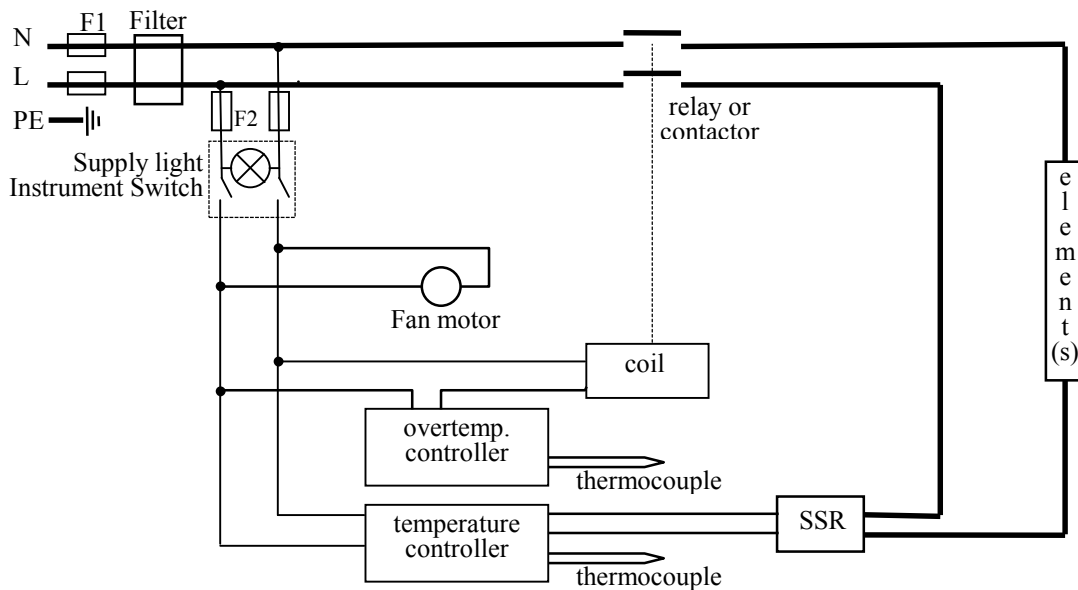 F1
Filter
N
L
PE
F2
Supply light
Instrument Switch
relay or
contactor
element(s)
Fan motor
coil
overtemp.
controller
thermocouple
temperature
controller
SSR
thermocouple